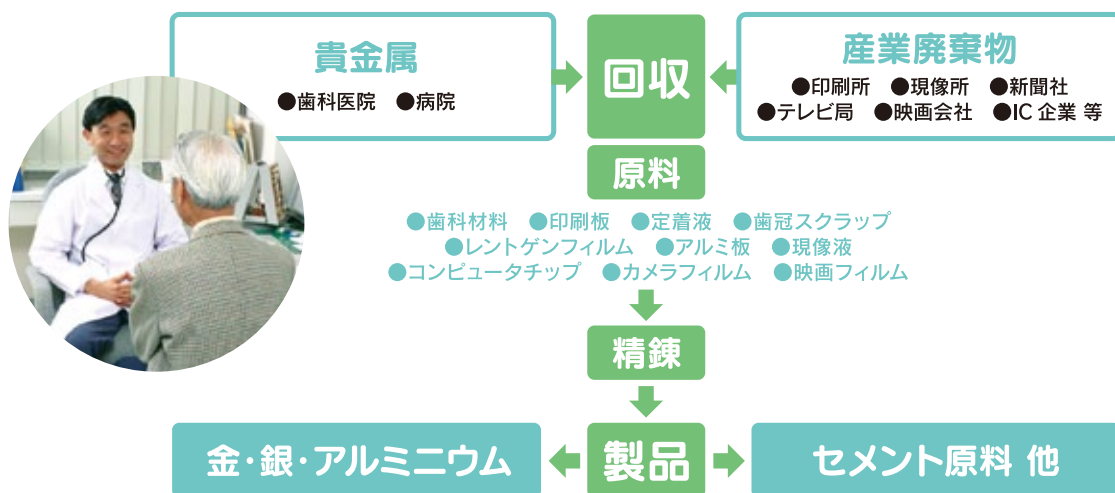 貴金属
●歯科医院 ●病院
回収
産業廃棄物
●印刷所 ●現像所 ●新聞社
●テレビ局 ●映画会社 ●IC 企業 等
原料
●歯科材料 ●印刷板 ●定着液 ●歯冠スクラップ
●レントゲンフィルム ●アルミ板 ●現像液
●コンピュータチップ ●カメラフィルム ●映画フィルム
精錬
金・銀・アルミニウム
製品
セメント原料 他